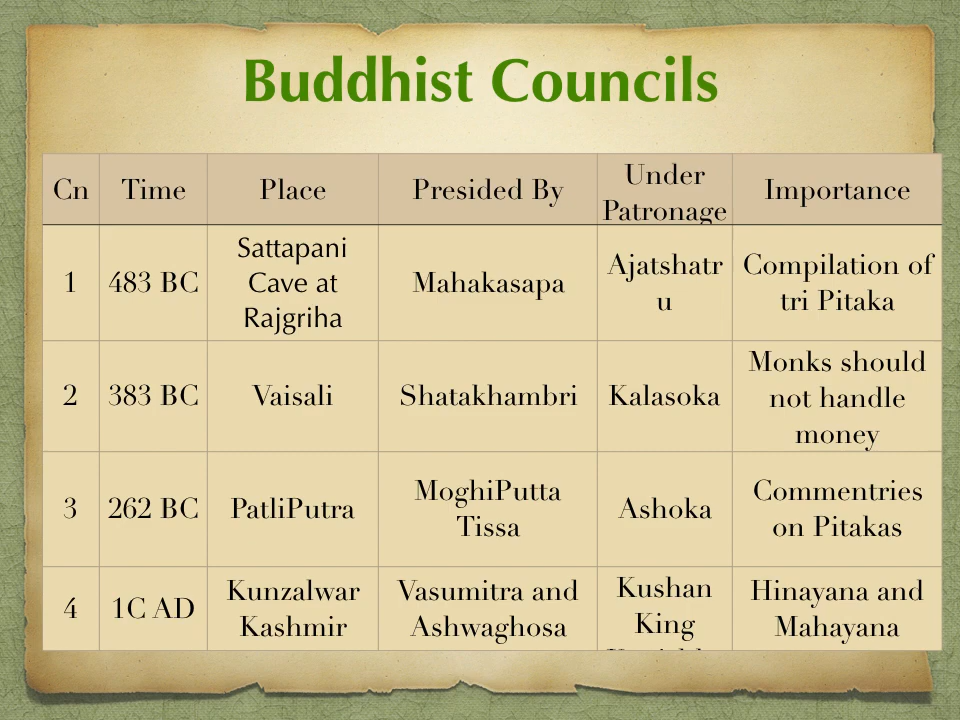 Buddhist Councils
Cn Time Place Presided By Under
Patronage Importance
1 483 BC Sattapani
Cave at
Rajgriha Mahakasapa Ajatshatr
u Compilation of
tri Pitaka
2 383 BC Vaisali Shatakhambri Kalasoka Monks should
not handle
money
3 262 BC PatliPutra MoghiPutta
Tissa Ashoka Commentries
on Pitakas
4 1C AD Kunzalwar
Kashmir Vasumitra and
Ashwaghosa Kushan
King Hinayana and
Mahayana